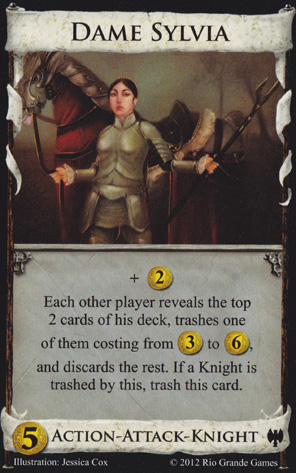 DAME SYLVIA
+ 2
Each other player reveals the top
2 cards of his deck, trashes one
of them costing from 3 to 6,
and discards the rest. If a Knight is
trashed by this, trash this card.
5 ACTION-ATTACK-KNIGHT
Illustration: Jessica Cox © 2012 Rio Grande Games